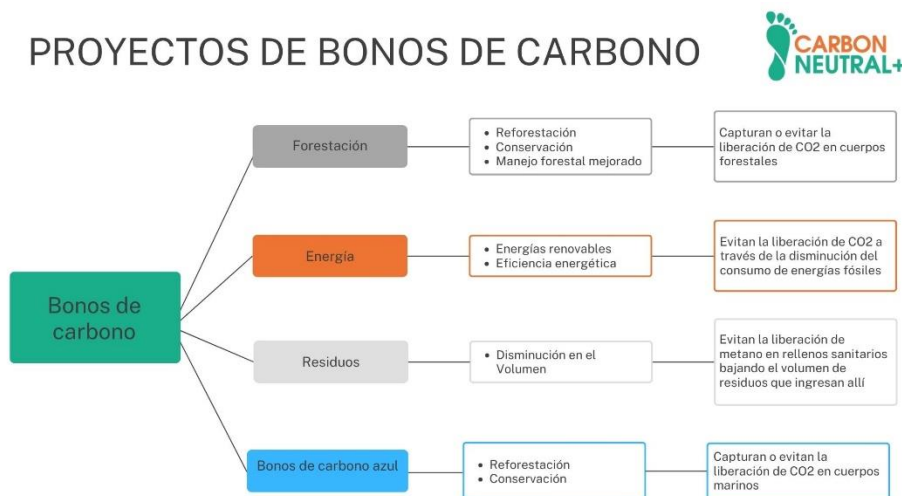 PROYECTOS DE BONOS DE CARBONO
CARBON
NEUTRAL+
Bonos de
carbono
Forestación
• Reforestación
• Conservación
• Manejo forestal mejorado
Capturan o evitar la
liberación de CO2 en cuerpos
forestales
Energía
• Energías renovables
• Eficiencia energética
Evitan la liberación de CO2 a
través de la disminución del
consumo de energías fósiles
Residuos
• Disminución en el
Volumen
Evitan la liberación de
metano en rellenos sanitarios
bajando el volumen de
residuos que ingresan allí
Bonos de carbono azul
• Reforestación
• Conservación
Capturan o evitan la
liberación de CO2 en cuerpos
marinos